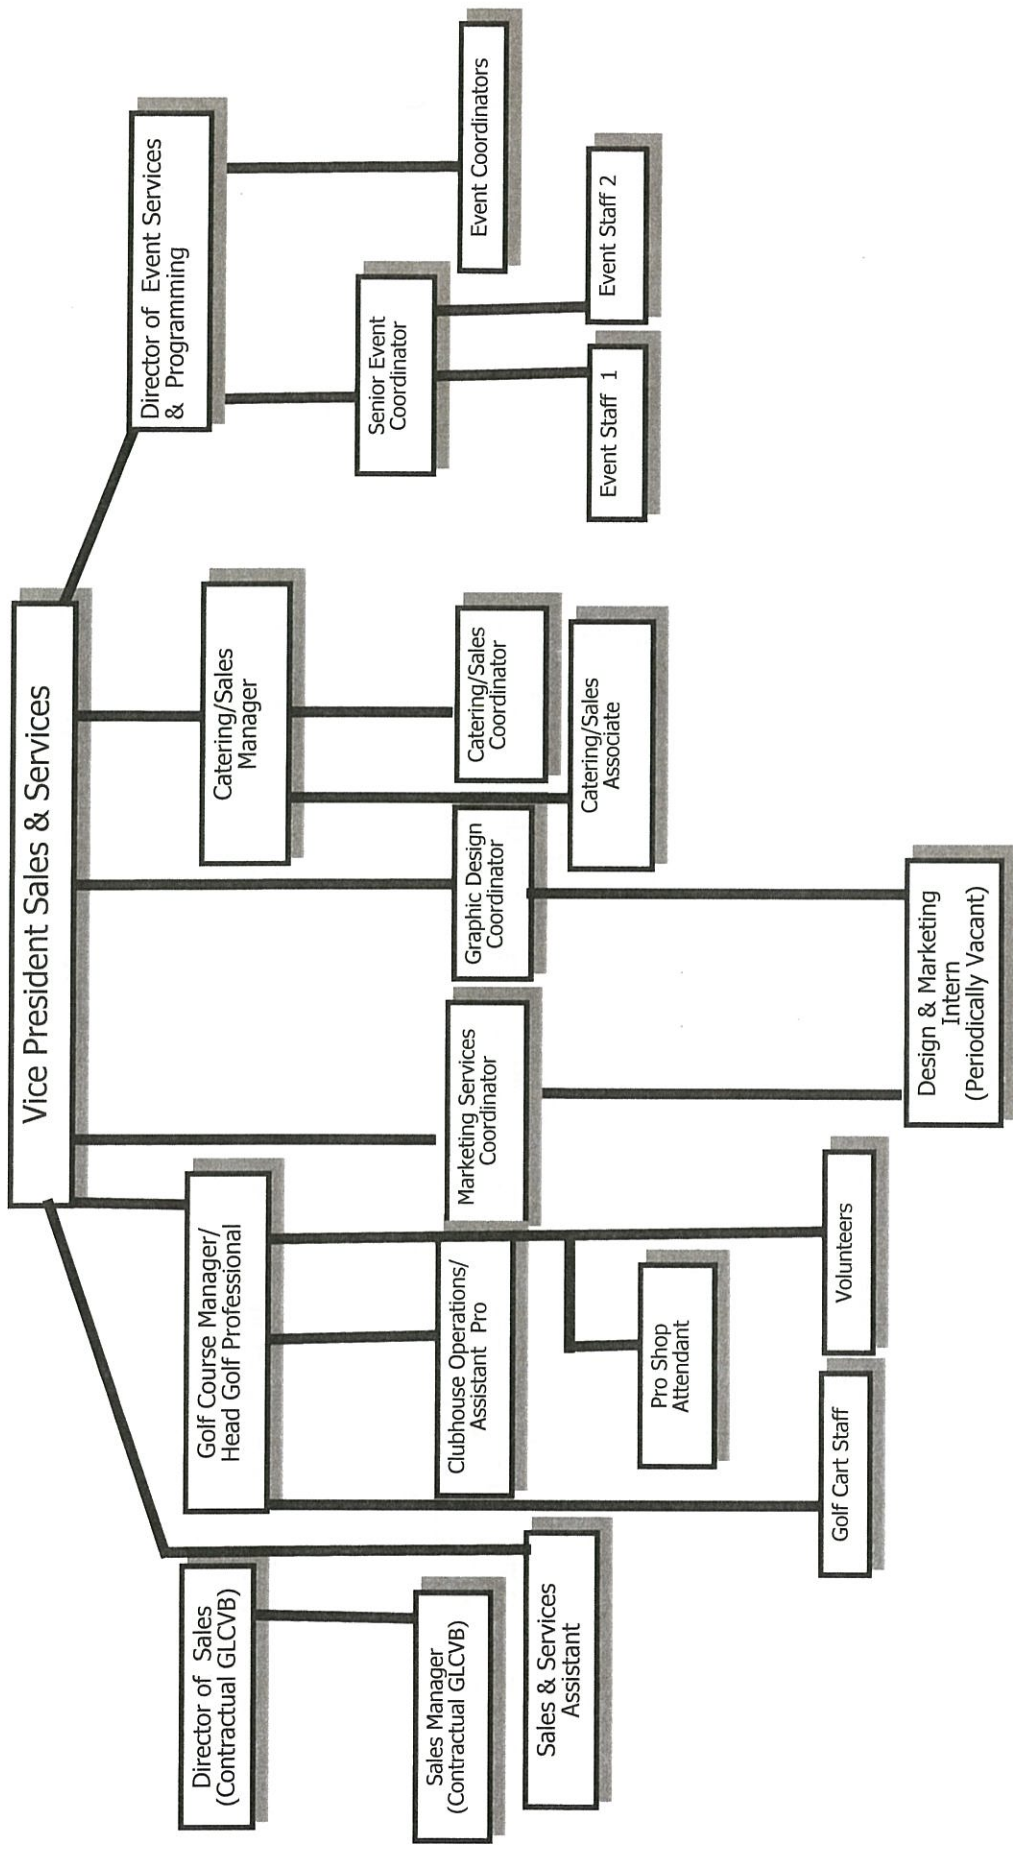 Vice President Sales & Services
Director of Sales
(Contractual GLCVB)
Sales Manager
(Contractual GLCVB)
Sales & Services
Assistant
Golf Course Manager/
Head Golf Professional
Clubhouse Operations/
Assistant Pro
Pro Shop
Attendant
Golf Cart Staff
Volunteers
Marketing Services
Coordinator
Graphic Design
Coordinator
Design & Marketing
Intern
(Periodically Vacant)
Catering/Sales
Manager
Catering/Sales
Coordinator
Catering/Sales
Associate
Director of Event Services
& Programming
Senior Event
Coordinator
Event Coordinators
Event Staff 1
Event Staff 2